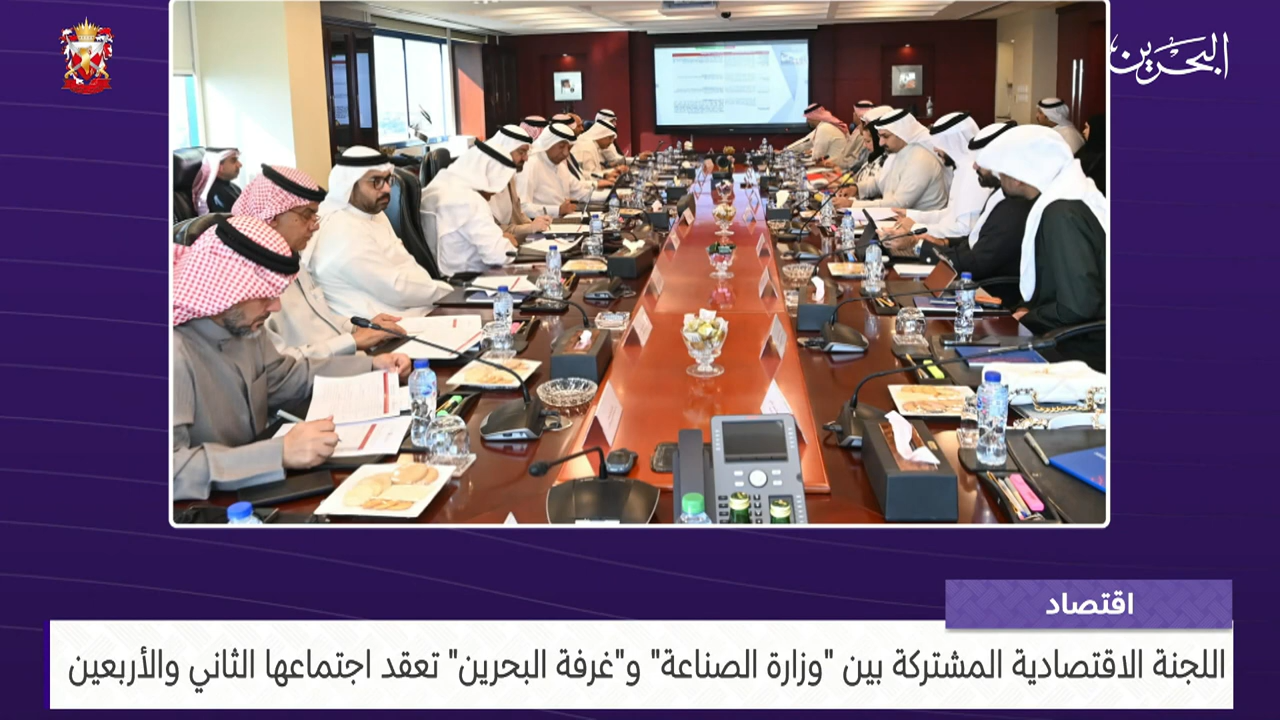 البحرين
اقتصاد
اللجنة الاقتصادية المشتركة بين "وزارة الصناعة" و"غرفة البحرين" تعقد اجتماعها الثاني والأربعين